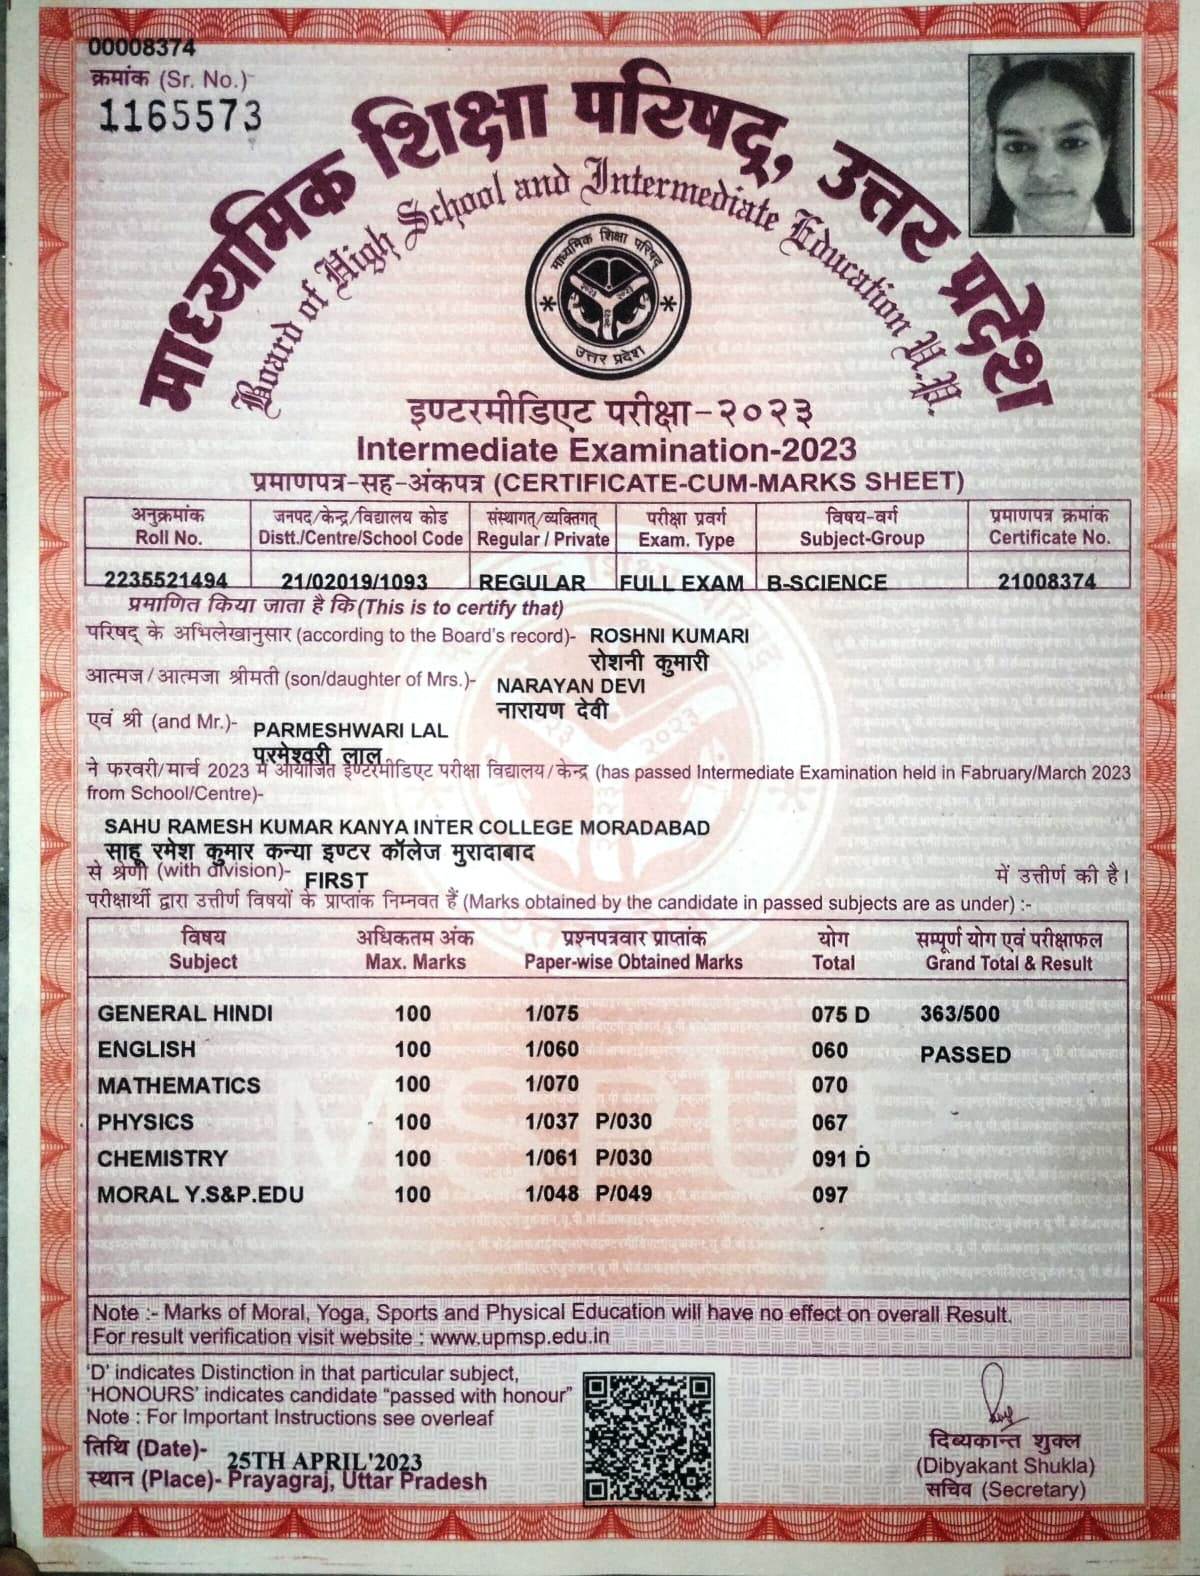 00008374
क्रमांक (Sr. No.)
1165573
माध्यमिक शिक्षा परिषद्, उत्तर प्रदेश
Board of High School and Intermediate Education U.P.
माध्यमिक शिक्षा परिषद्
उत्तर प्रदेश
इण्टरमीडिएट परीक्षा-२०२३
Intermediate Examination-2023
प्रमाणपत्र-सह-अंकपत्र (CERTIFICATE-CUM-MARKS SHEET)
अनुक्रमांक जनपद/केन्द्र/विद्यालय कोड संस्थागत्/व्यक्तिगत् परीक्षा प्रवर्ग विषय-वर्ग प्रमाणपत्र क्रमांक
Roll No. Distt./Centre/School Code Regular / Private Exam. Type Subject-Group Certificate No.
2235521494 21/02019/1093 REGULAR FULL EXAM B-SCIENCE 21008374
प्रमाणित किया जाता है कि (This is to certify that)
परिषद् के अभिलेखानुसार (according to the Board's record)- ROSHNI KUMARI
रोशनी कुमारी
आत्मज/आत्मजा श्रीमती (son/daughter of Mrs.)- NARAYAN DEVI
नारायण देवी
एवं श्री (and Mr.)- PARMESHWARI LAL
परमेश्वरी लाल
ने फरवरी/मार्च 2023 में आयोजित इण्टरमीडिएट परीक्षा विद्यालय/केन्द्र (has passed Intermediate Examination held in Fabruary/March 2023
from School/Centre)-
SAHU RAMESH KUMAR KANYA INTER COLLEGE MORADABAD
साहू रमेश कुमार कन्या इण्टर कॉलेज मुरादाबाद
से श्रेणी (with division)- FIRST में उत्तीर्ण की है।
परीक्षार्थी द्वारा उत्तीर्ण विषयों के प्राप्तांक निम्नवत हैं (Marks obtained by the candidate in passed subjects are as under) :-
विषय अधिकतम अंक प्रश्नपत्रवार प्राप्तांक योग सम्पूर्ण योग एवं परीक्षाफल
Subject Max. Marks Paper-wise Obtained Marks Total Grand Total & Result
GENERAL HINDI 100 1/075 075 D 363/500
ENGLISH 100 1/060 060 PASSED
MATHEMATICS 100 1/070 070
PHYSICS 100 1/037 P/030 067
CHEMISTRY 100 1/061 P/030 091 D
MORAL Y.S&P.EDU 100 1/048 P/049 097
MSPUP
Note :- Marks of Moral, Yoga, Sports and Physical Education will have no effect on overall Result.
For result verification visit website : www.upmsp.edu.in
'D' indicates Distinction in that particular subject,
'HONOURS' indicates candidate "passed with honour"
Note : For Important Instructions see overleaf
तिथि (Date)- 25TH APRIL'2023
स्थान (Place)- Prayagraj, Uttar Pradesh
दिब्यकान्त शुक्ल
(Dibyakant Shukla)
सचिव (Secretary)